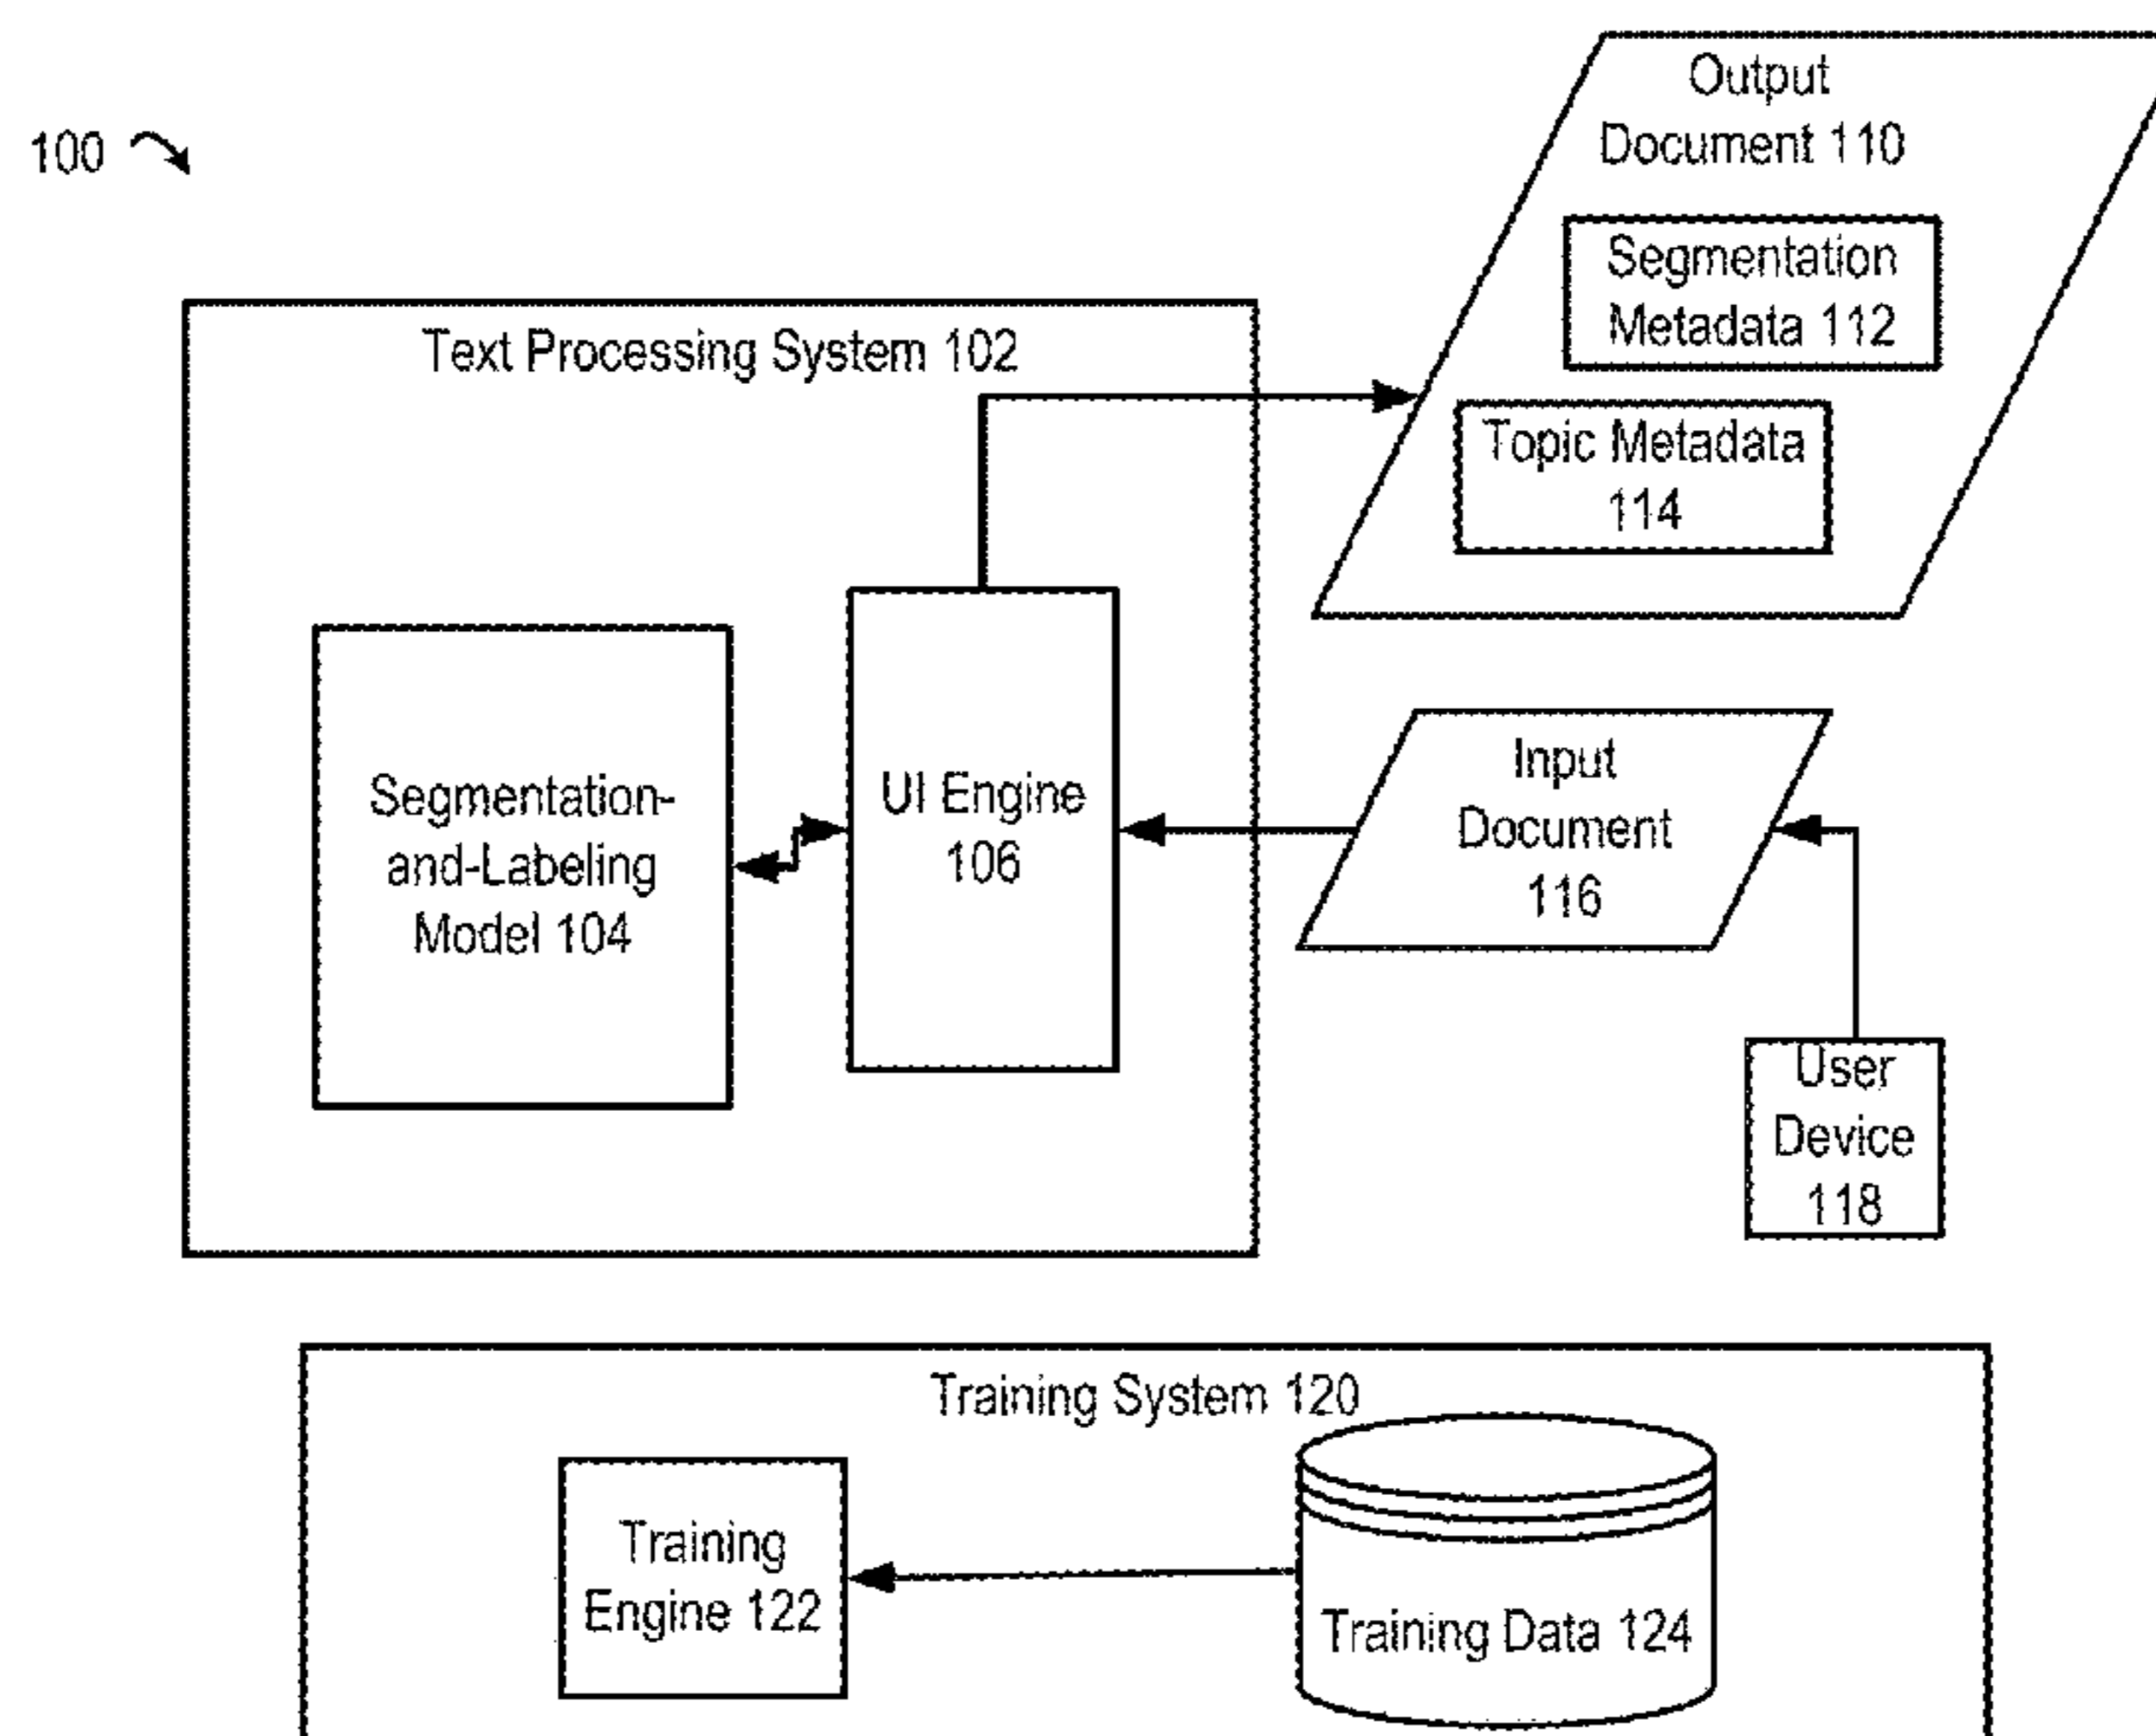 100
Output
Document 110
Segmentation
Metadata 112
Topic Metadata
114
Text Processing System 102
Segmentation-
and-Labeling
Model 104
UI Engine
106
Input
Document
116
User
Device
118
Training System 120
Training
Engine 122
Training Data 124